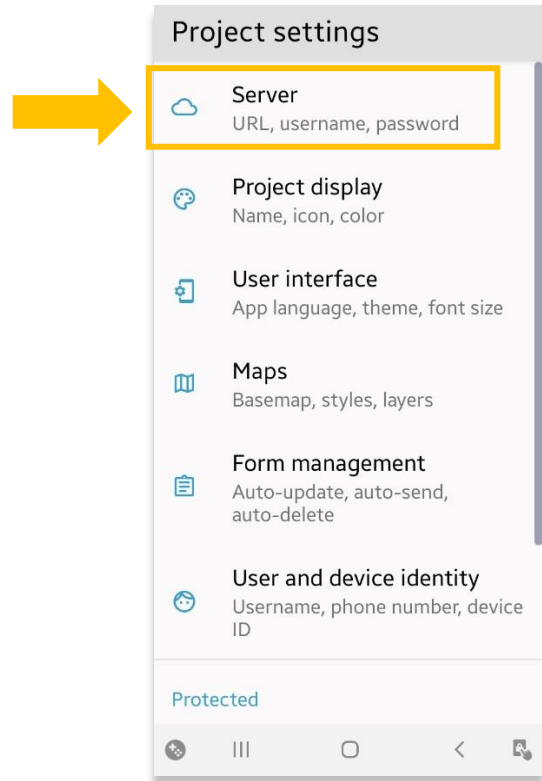 Project settings
Server
URL, username, password
Project display
Name, icon, color
User interface
App language, theme, font size
Maps
Basemap, styles, layers
Form management
Auto-update, auto-send,
auto-delete
User and device identity
Username, phone number, device
ID
Protected